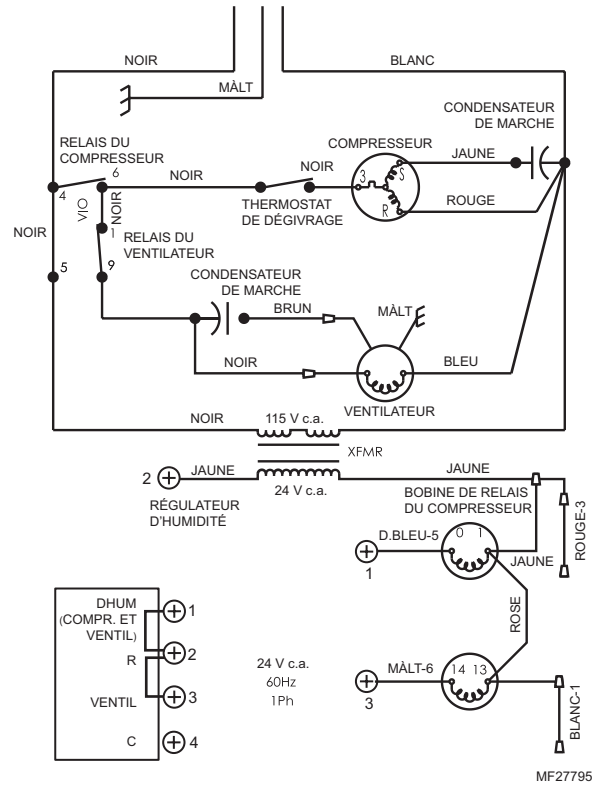 NOIR
BLANC
MÀLT
CONDENSATEUR
DE MARCHE
RELAIS DU
COMPRESSEUR
COMPRESSEUR
JAUNE
6
NOIR
NOIR
3
S
R
4
VIO
NOIR
THERMOSTAT
DE DÉGIVRAGE
ROUGE
NOIR
1
RELAIS DU
VENTILATEUR
5
9
CONDENSATEUR
DE MARCHE
BRUN
MÀLT
NOIR
BLEU
VENTILATEUR
NOIR
115 V c.a.
XFMR
2
JAUNE
24 V c.a.
JAUNE
RÉGULATEUR
D'HUMIDITÉ
BOBINE DE RELAIS
DU COMPRESSEUR
ROUGE-3
D.BLEU-5
0 1
1
JAUNE
ROSE
DHUM
(COMPR. ET
VENTIL)
1
R
2
VENTIL
3
C
4
24 V c.a.
60Hz
1Ph
MÀLT-6
14 13
3
BLANC-1
MF27795